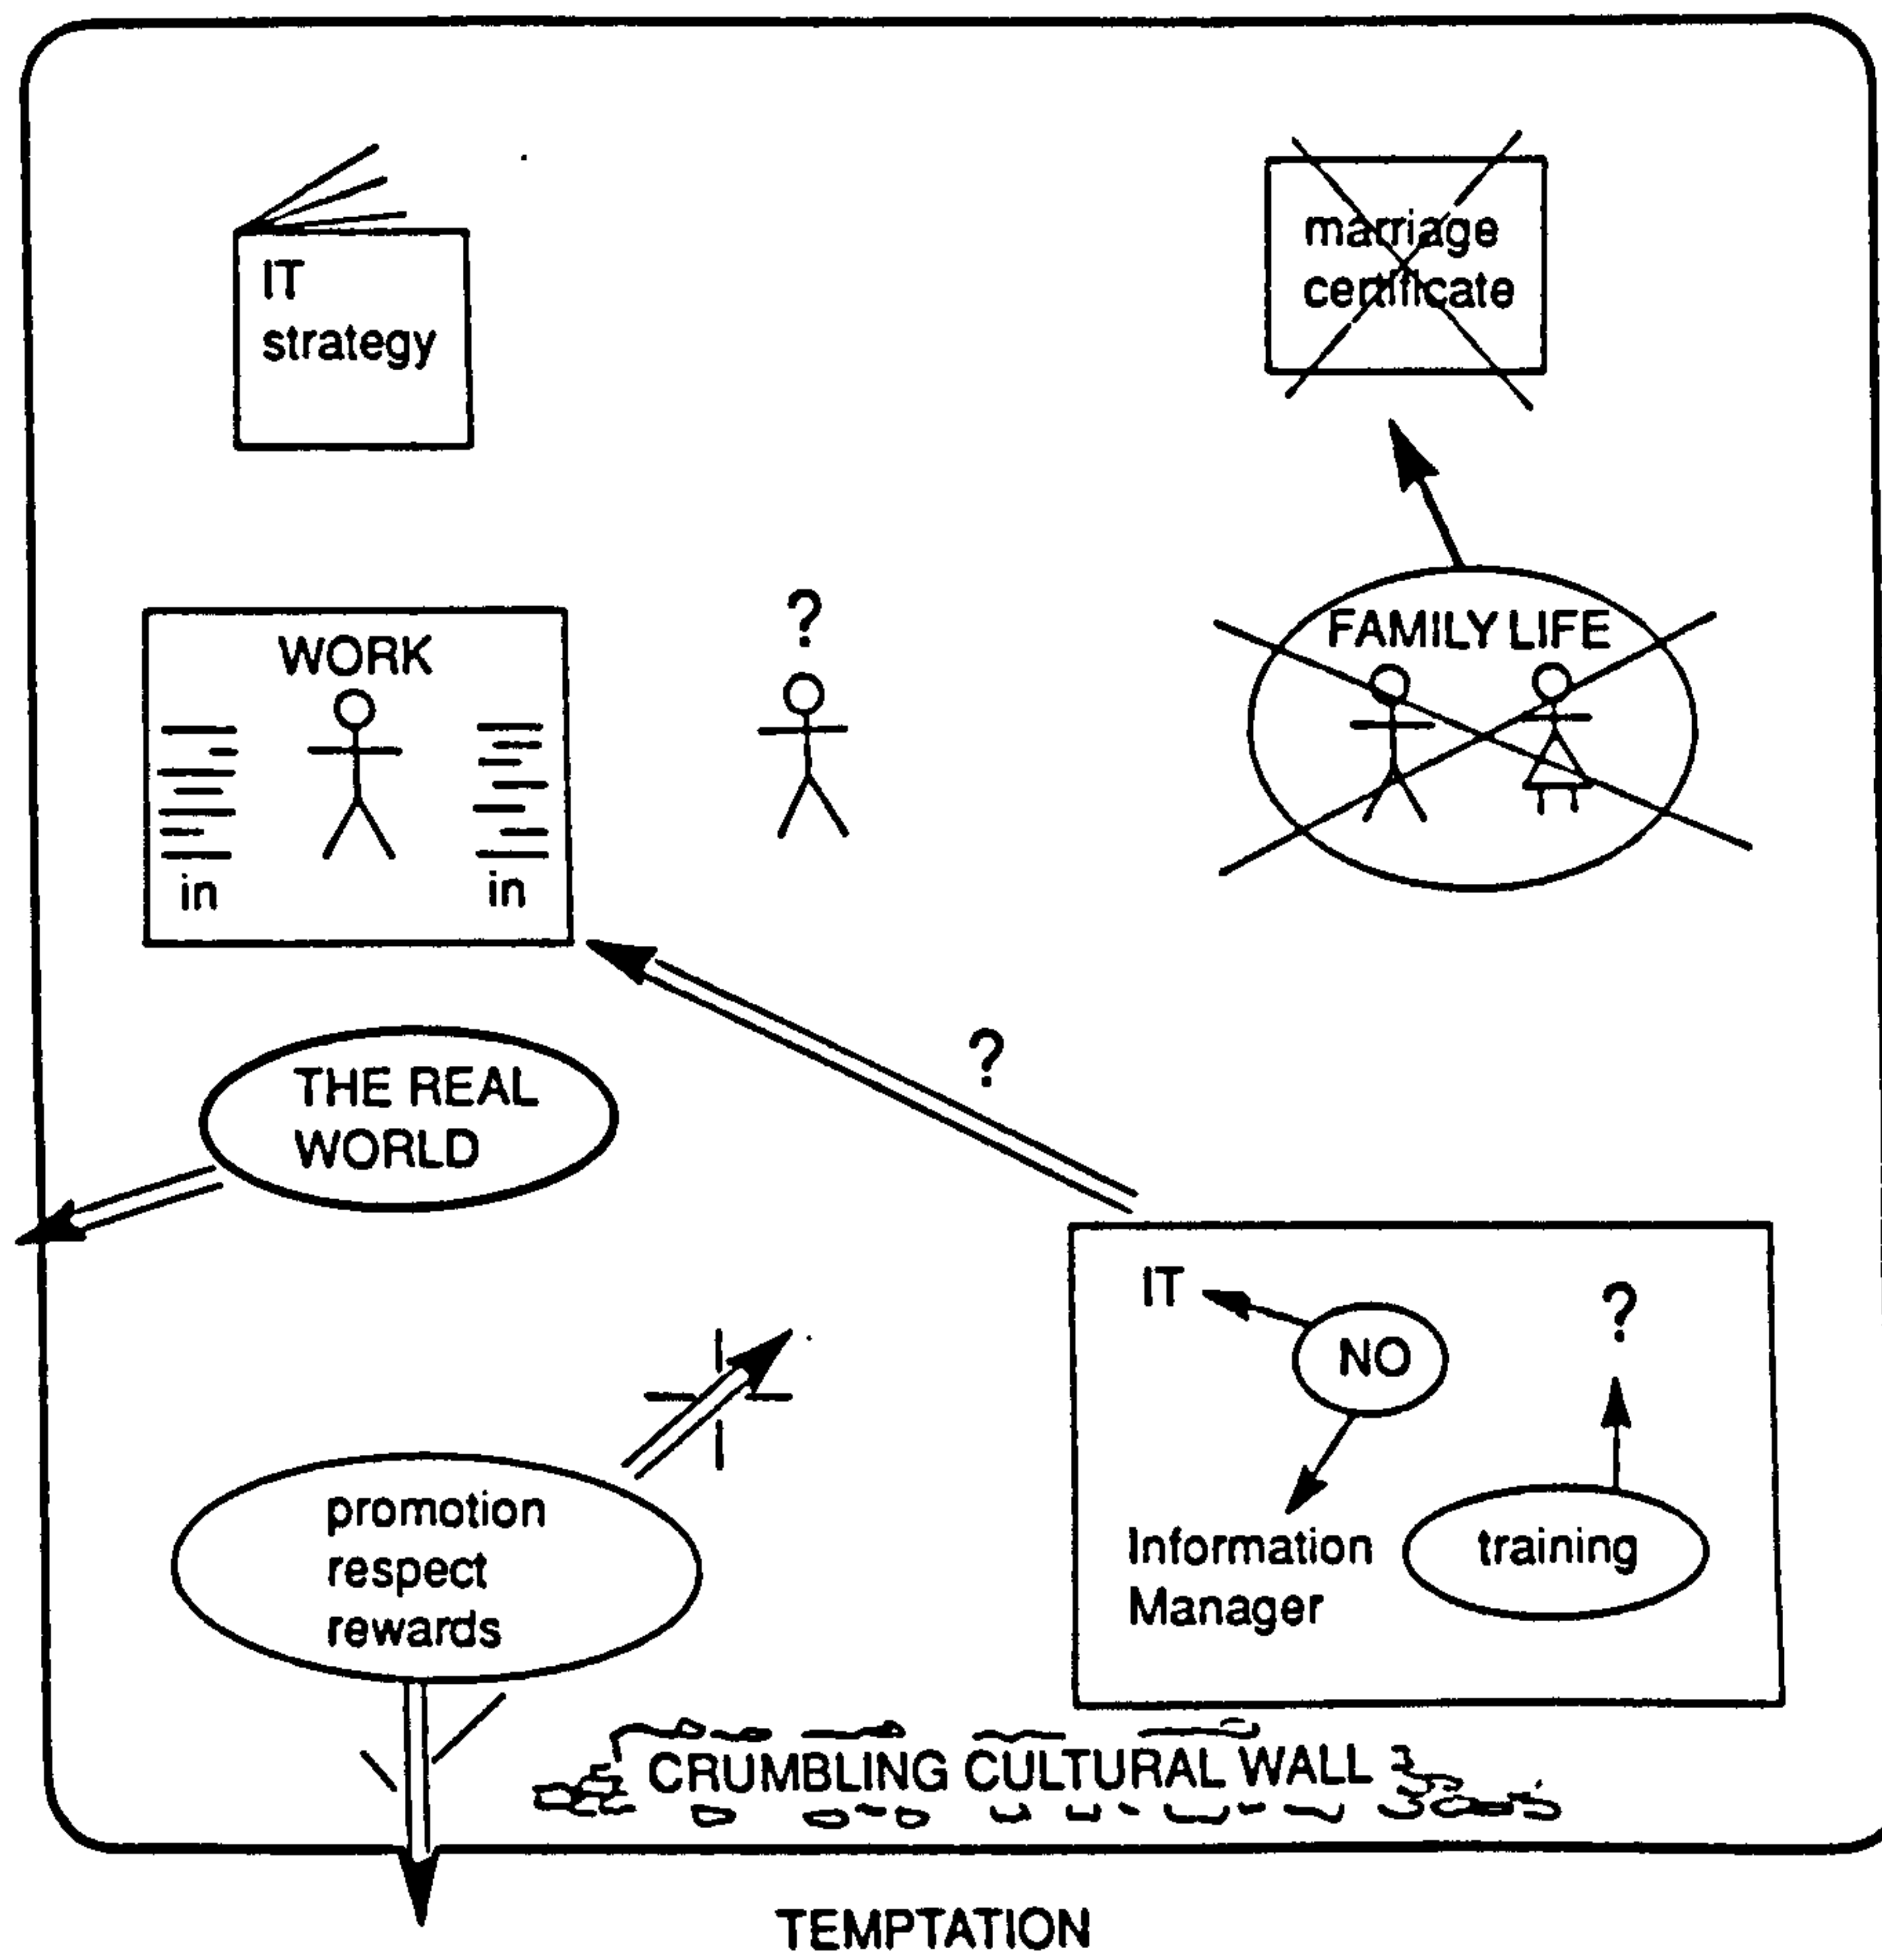 IT
strategy
marriage
certificate
?
WORK
in
in
FAMILY LIFE
?
THE REAL
WORLD
IT
NO
?
promotion
respect
rewards
Information
Manager
training
CRUMBLING CULTURAL WALL
TEMPTATION